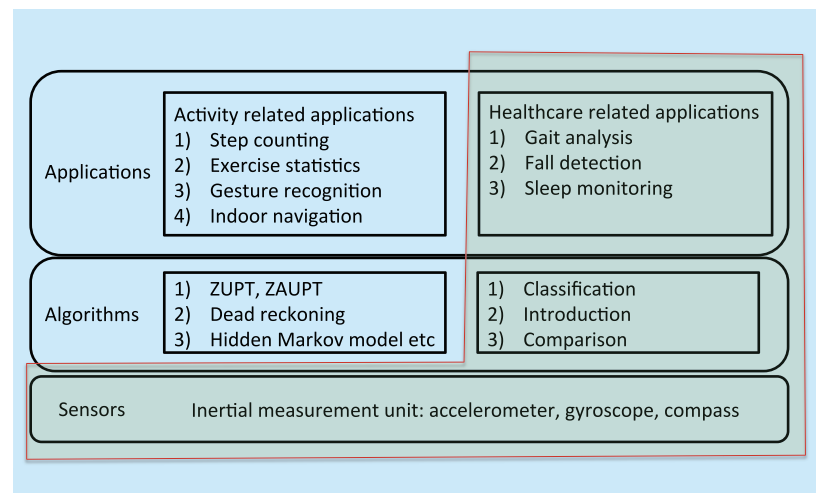 Applications
Activity related applications
1) Step counting
2) Exercise statistics
3) Gesture recognition
4) Indoor navigation
Healthcare related applications
1) Gait analysis
2) Fall detection
3) Sleep monitoring
Algorithms
1) ZUPT, ZAUPT
2) Dead reckoning
3) Hidden Markov model etc
1) Classification
2) Introduction
3) Comparison
Sensors
Inertial measurement unit: accelerometer, gyroscope, compass